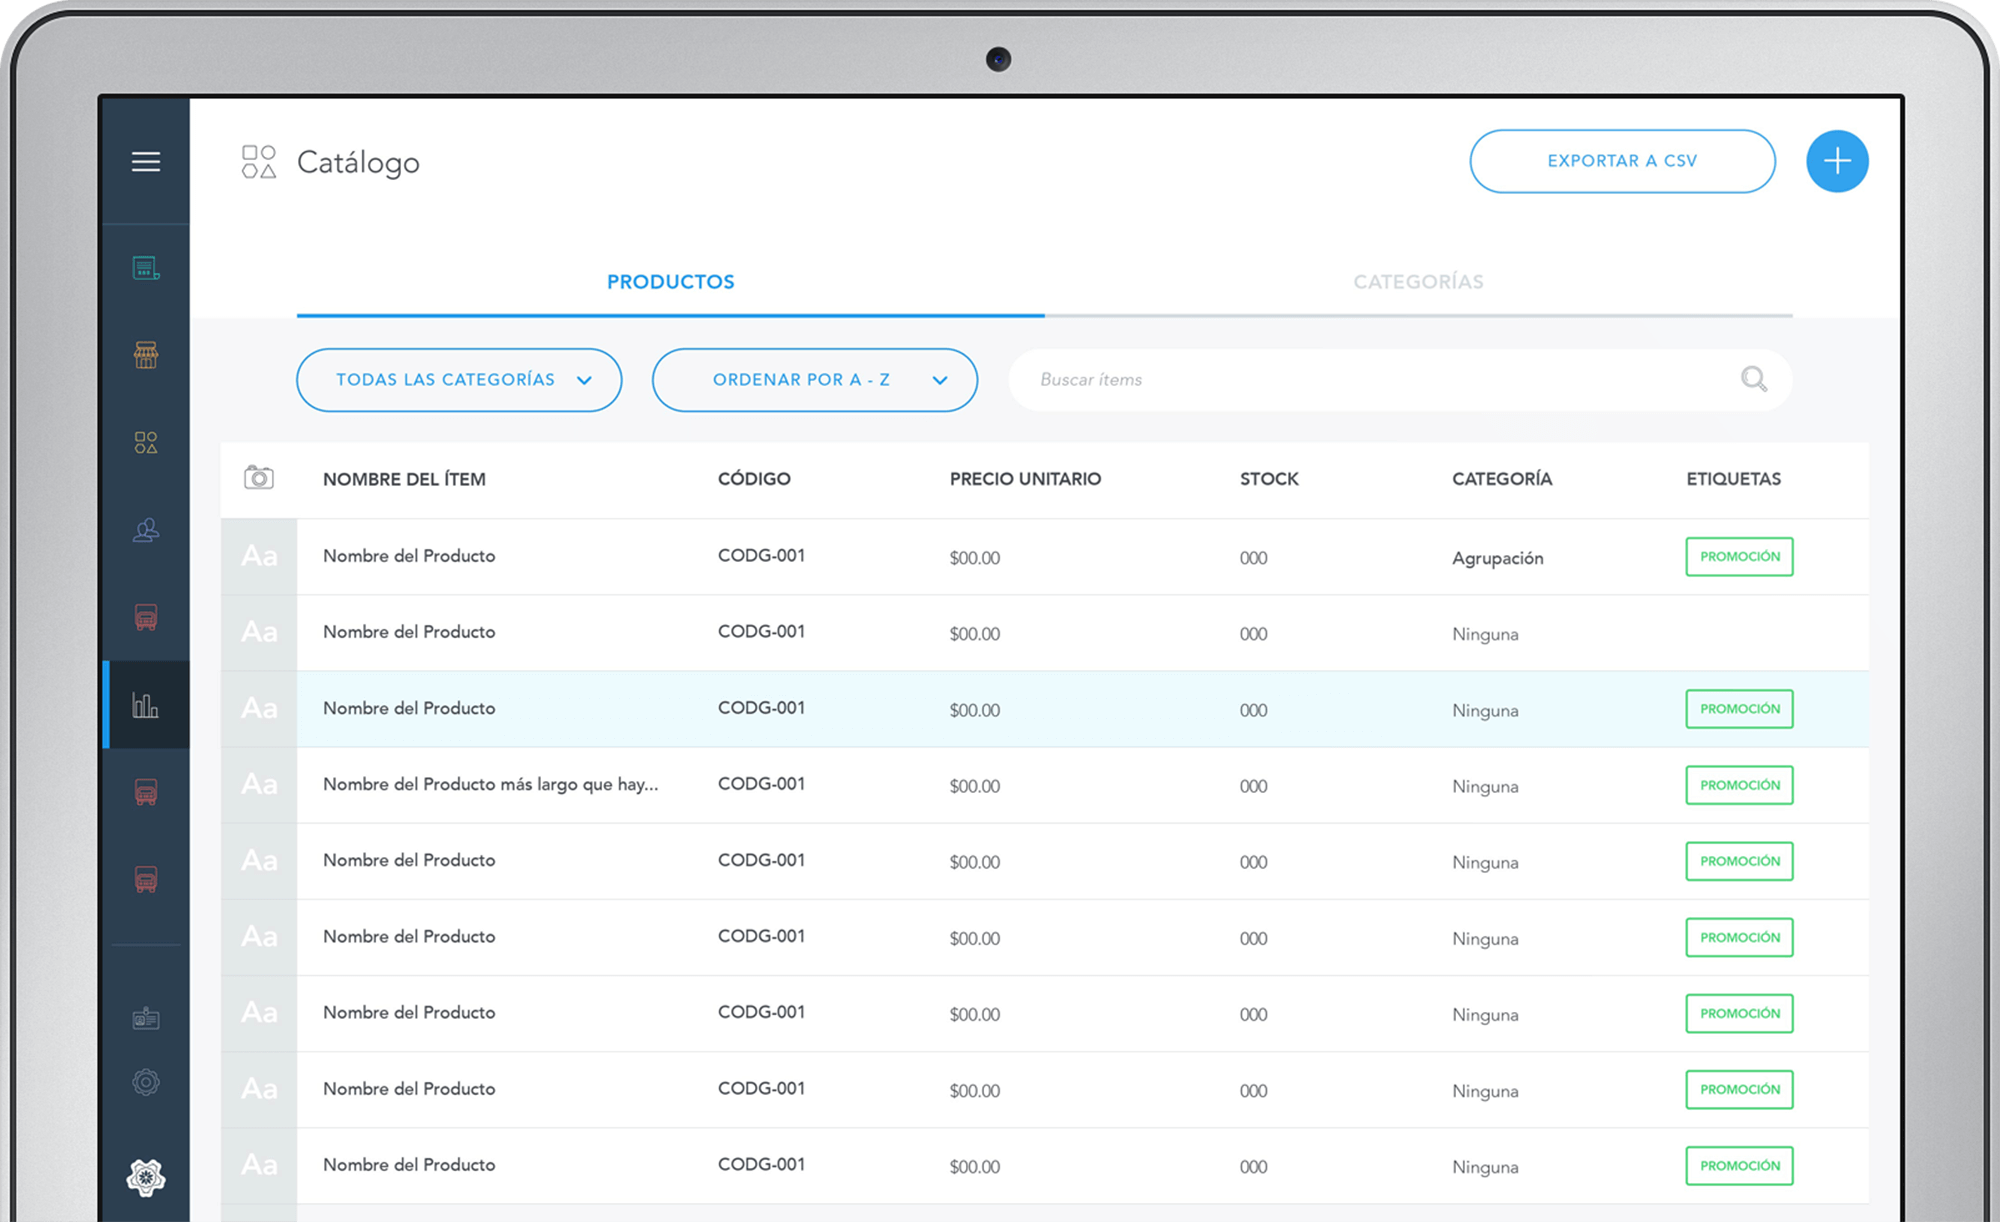 Catálogo
EXPORTAR A CSV
PRODUCTOS CATEGORÍAS
TODAS LAS CATEGORÍAS ORDENAR POR A - Z Buscar ítems
NOMBRE DEL ÍTEM CÓDIGO PRECIO UNITARIO STOCK CATEGORÍA ETIQUETAS
Aa Nombre del Producto CODG-001 $00.00 000 Agrupación PROMOCIÓN
Aa Nombre del Producto CODG-001 $00.00 000 Ninguna
Aa Nombre del Producto CODG-001 $00.00 000 Ninguna PROMOCIÓN
Aa Nombre del Producto más largo que hay... CODG-001 $00.00 000 Ninguna PROMOCIÓN
Aa Nombre del Producto CODG-001 $00.00 000 Ninguna PROMOCIÓN
Aa Nombre del Producto CODG-001 $00.00 000 Ninguna PROMOCIÓN
Aa Nombre del Producto CODG-001 $00.00 000 Ninguna PROMOCIÓN
Aa Nombre del Producto CODG-001 $00.00 000 Ninguna PROMOCIÓN
Aa Nombre del Producto CODG-001 $00.00 000 Ninguna PROMOCIÓN